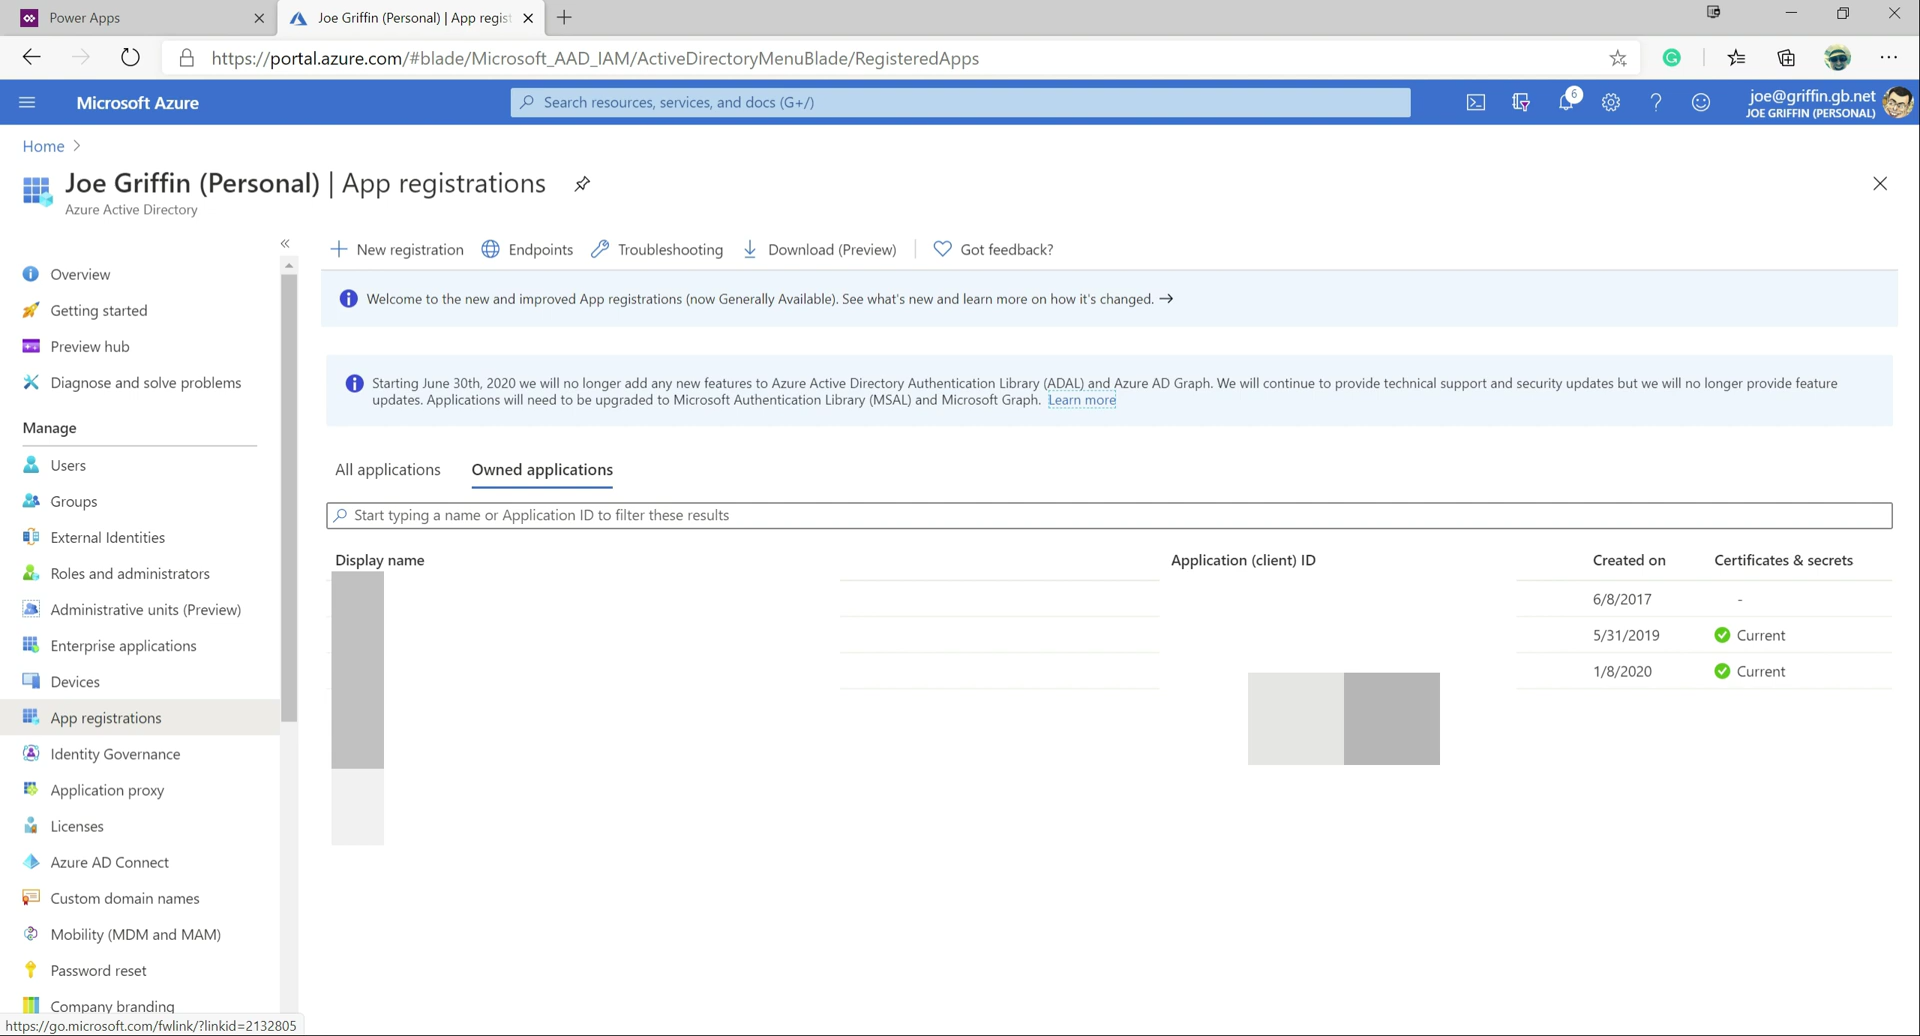 Power Apps
Joe Griffin (Personal) | App regist
https://portal.azure.com/#blade/Microsoft_AAD_IAM/ActiveDirectoryMenuBlade/RegisteredApps
Microsoft Azure
Search resources, services, and docs (G+/)
6
joe@griffin.gb.net
JOE GRIFFIN (PERSONAL)
Home
Joe Griffin (Personal) | App registrations
Azure Active Directory
Overview
Getting started
Preview hub
Diagnose and solve problems
Manage
Users
Groups
External Identities
Roles and administrators
Administrative units (Preview)
Enterprise applications
Devices
App registrations
Identity Governance
Application proxy
Licenses
Azure AD Connect
Custom domain names
Mobility (MDM and MAM)
Password reset
Company branding
https://go.microsoft.com/fwlink/?linkid=2132805
New registration
Endpoints
Troubleshooting
Download (Preview)
Got feedback?
Welcome to the new and improved App registrations (now Generally Available). See what's new and learn more on how it's changed. →
Starting June 30th, 2020 we will no longer add any new features to Azure Active Directory Authentication Library (ADAL) and Azure AD Graph. We will continue to provide technical support and security updates but we will no longer provide feature
updates. Applications will need to be upgraded to Microsoft Authentication Library (MSAL) and Microsoft Graph. Learn more
All applications
Owned applications
Start typing a name or Application ID to filter these results
Display name
Application (client) ID
Created on
Certificates & secrets
6/8/2017 -
5/31/2019 Current
1/8/2020 Current